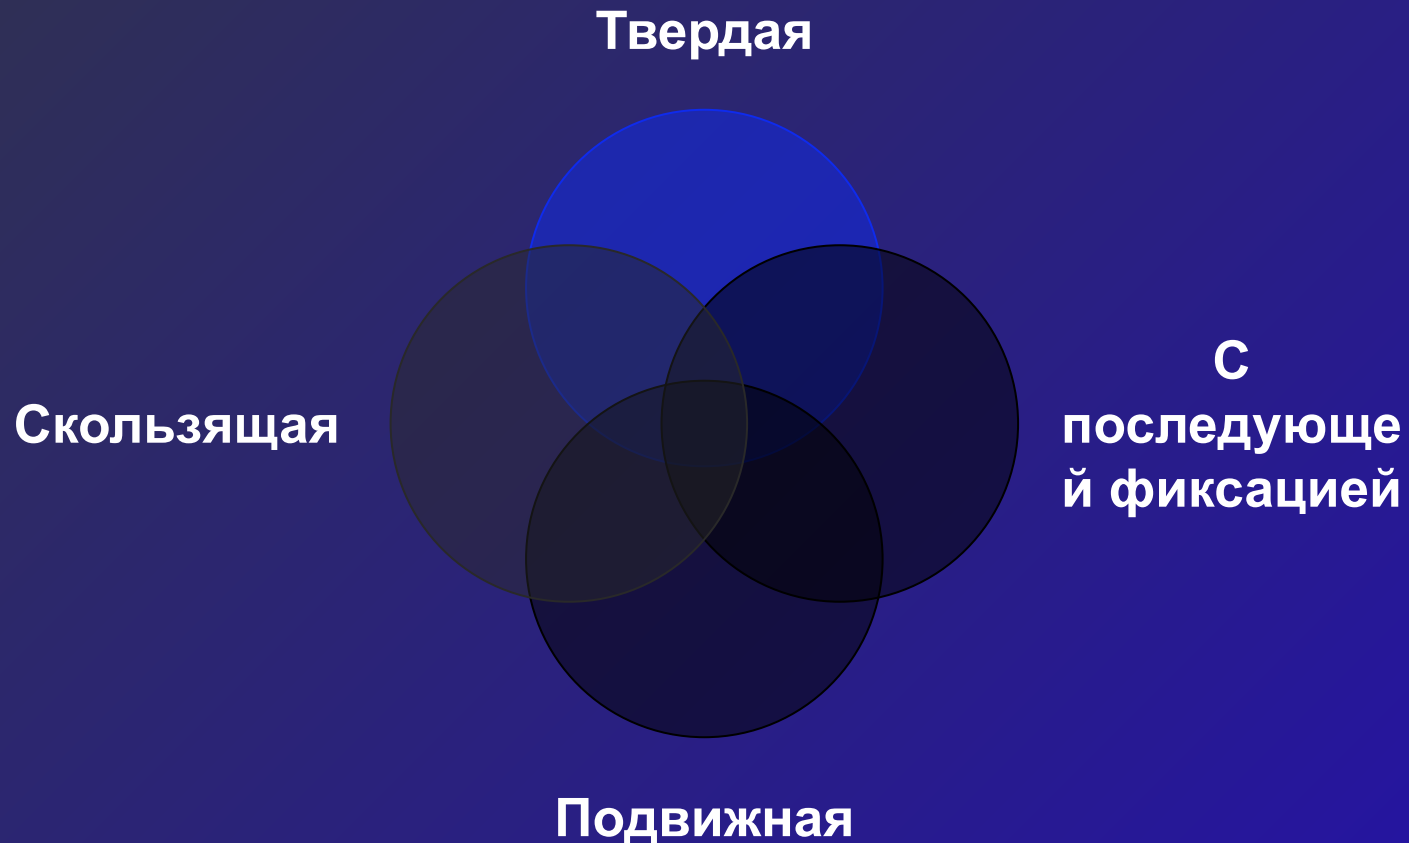 Твердая
Скользящая
С
последующе
й фиксацией
Подвижная